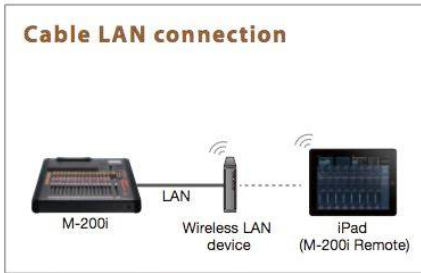 Cable LAN connection
LAN
M-200i
Wireless LAN
device
iPad
(M-200i Remote)